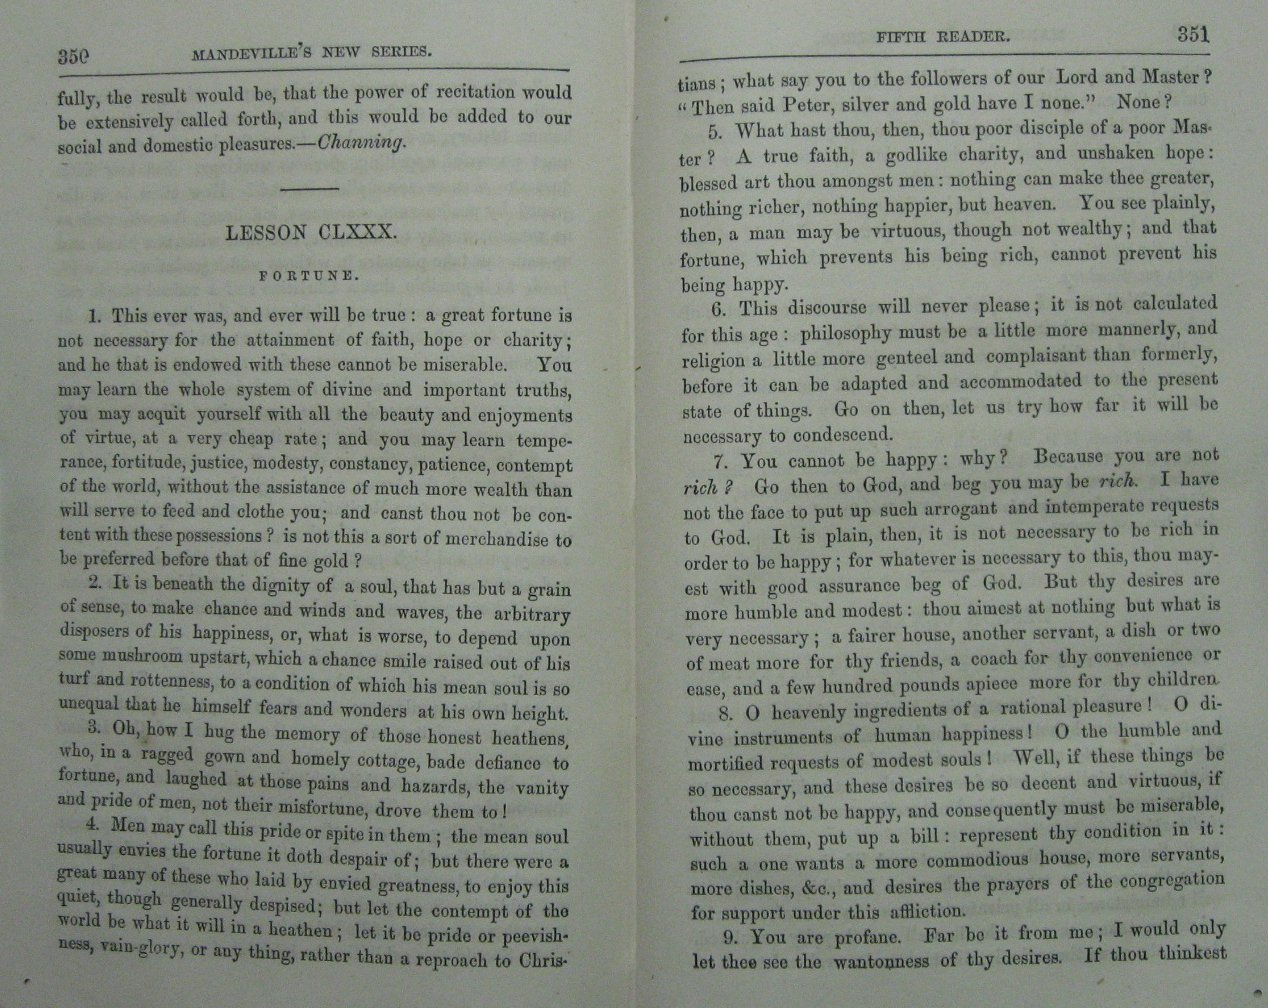 350 MANDEVILLE'S NEW SERIES.
fully, the result would be, that the power of recitation would
be extensively called forth, and this would be added to our
social and domestic pleasures.—Channing.
LESSON CLXXX.
FORTUNE.
1. This ever was, and ever will be true : a great fortune is
not necessary for the attainment of faith, hope or charity;
and he that is endowed with these cannot be miserable. You
may learn the whole system of divine and important truths,
you may acquit yourself with all the beauty and enjoyments
of virtue, at a very cheap rate; and you may learn tempe-
rance, fortitude, justice, modesty, constancy, patience, contempt
of the world, without the assistance of much more wealth than
will serve to feed and clothe you; and canst thou not be con-
tent with these possessions ? is not this a sort of merchandise to
be preferred before that of fine gold ?
2. It is beneath the dignity of a soul, that has but a grain
of sense, to make chance and winds and waves, the arbitrary
disposers of his happiness, or, what is worse, to depend upon
some mushroom upstart, which a chance smile raised out of his
turf and rottenness, to a condition of which his mean soul is so
unequal that he himself fears and wonders at his own height.
3. Oh, how I hug the memory of those honest heathens,
who, in a ragged gown and homely cottage, bade defiance to
fortune, and laughed at those pains and hazards, the vanity
and pride of men, not their misfortune, drove them to !
4. Men may call this pride or spite in them ; the mean soul
usually envies the fortune it doth despair of; but there were a
great many of these who laid by envied greatness, to enjoy this
quiet, though generally despised; but let the contempt of the
world be what it will in a heathen ; let it be pride or peevish-
ness, vain-glory, or any thing, rather than a reproach to Chris-
FIFTH READER. 351
tians ; what say you to the followers of our Lord and Master ?
“ Then said Peter, silver and gold have I none.” None ?
5. What hast thou, then, thou poor disciple of a poor Mas-
ter ? A true faith, a godlike charity, and unshaken hope :
blessed art thou amongst men : nothing can make thee greater,
nothing richer, nothing happier, but heaven. You see plainly,
then, a man may be virtuous, though not wealthy; and that
fortune, which prevents his being rich, cannot prevent his
being happy.
6. This discourse will never please; it is not calculated
for this age : philosophy must be a little more mannerly, and
religion a little more genteel and complaisant than formerly,
before it can be adapted and accommodated to the present
state of things. Go on then, let us try how far it will be
necessary to condescend.
7. You cannot be happy : why ? Because you are not
rich ? Go then to God, and beg you may be rich. I have
not the face to put up such arrogant and intemperate requests
to God. It is plain, then, it is not necessary to be rich in
order to be happy ; for whatever is necessary to this, thou may-
est with good assurance beg of God. But thy desires are
more humble and modest : thou aimest at nothing but what is
very necessary ; a fairer house, another servant, a dish or two
of meat more for thy friends, a coach for thy convenience or
ease, and a few hundred pounds apiece more for thy children.
8. O heavenly ingredients of a rational pleasure ! O di-
vine instruments of human happiness! O the humble and
mortified requests of modest souls ! Well, if these things be
so necessary, and these desires be so decent and virtuous, if
thou canst not be happy, and consequently must be miserable,
without them, put up a bill : represent thy condition in it :
such a one wants a more commodious house, more servants,
more dishes, &c., and desires the prayers of the congregation
for support under this affliction.
9. You are profane. Far be it from me ; I would only
let thee see the wantonness of thy desires. If thou thinkest